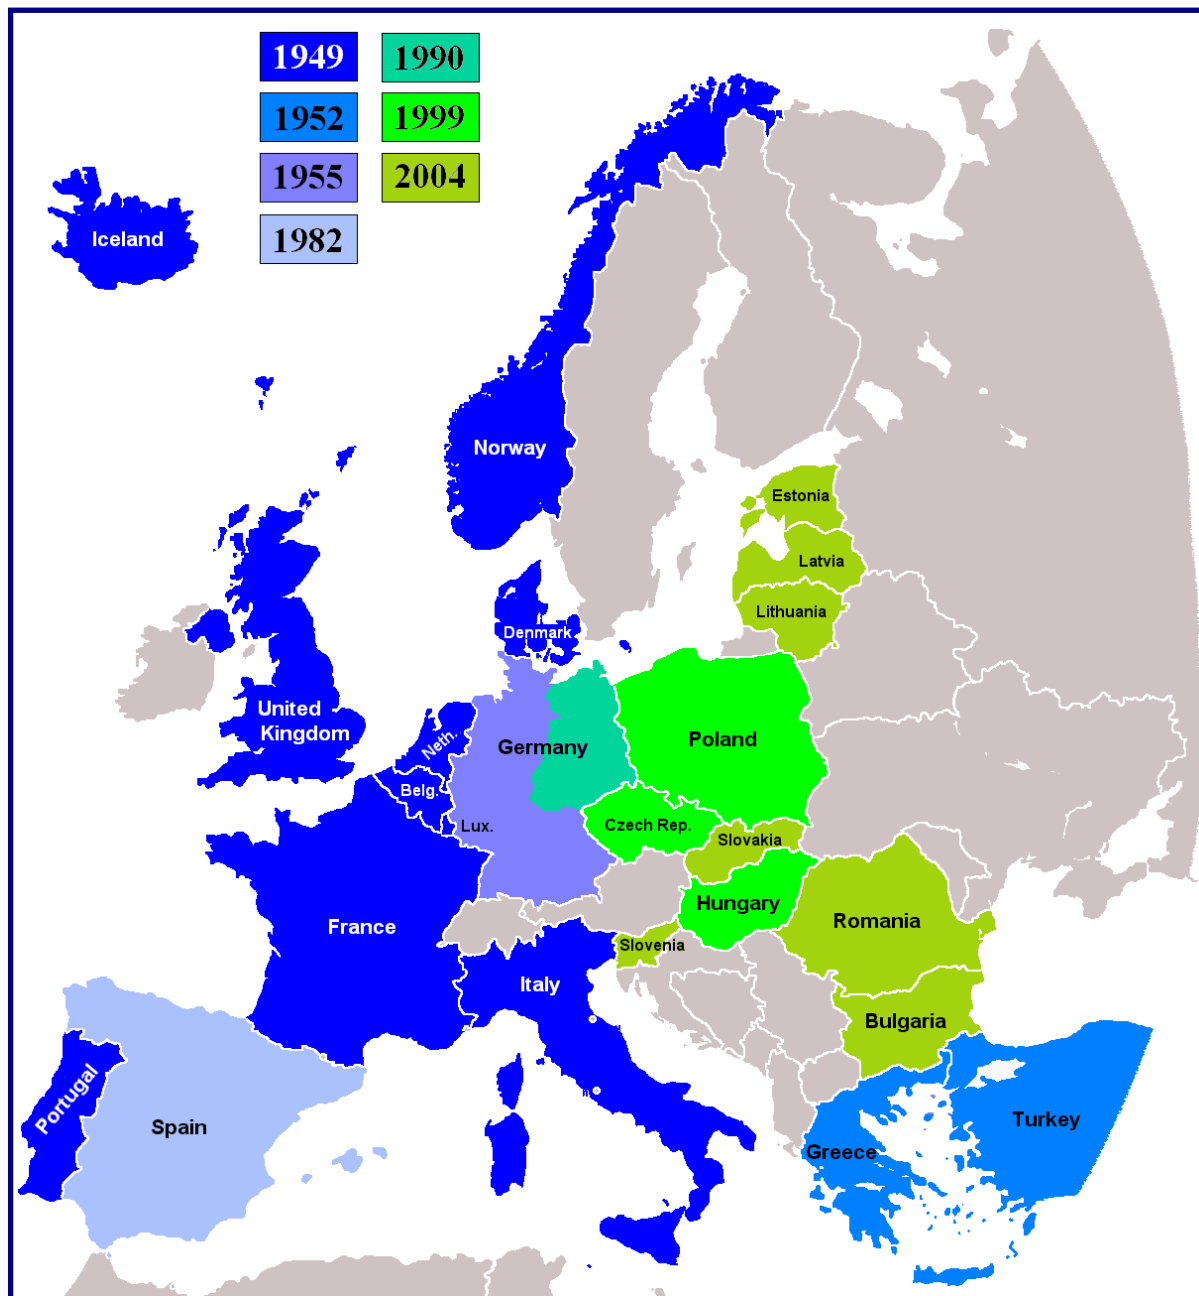 1949
1990
1952
1999
1955
2004
1982
Iceland
Norway
Estonia
Latvia
Lithuania
Denmark
United
Kingdom
Neth.
Germany
Poland
Belg.
Lux.
Czech Rep.
Slovakia
Hungary
France
Romania
Slovenia
Italy
Bulgaria
Portugal
Spain
Turkey
Greece